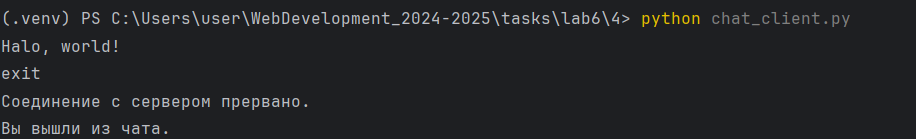 (.venv) PS C:\Users\user\WebDevelopment_2024-2025\tasks\lab6\4> python chat_client.py
Halo, world!
exit
Соединение с сервером прервано.
Вы вышли из чата.